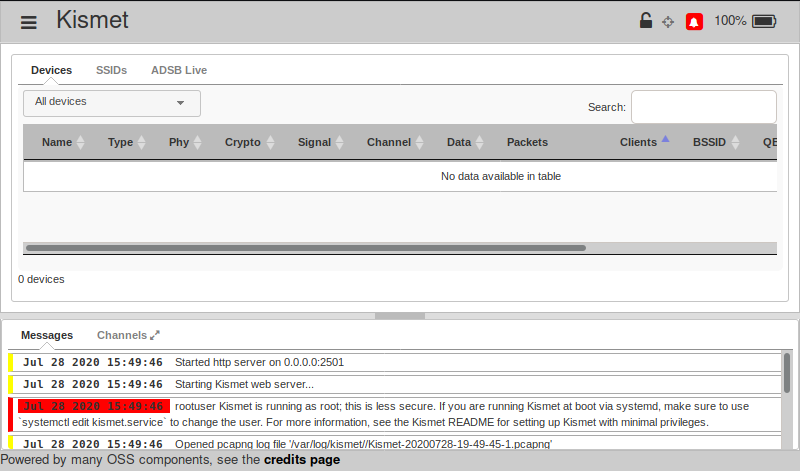 Kismet
100%
Devices SSIDs ADSB Live
All devices
Search:
Name Type Phy Crypto Signal Channel Data Packets Clients BSSID
No data available in table
0 devices
Messages Channels
Jul 28 2020 15:49:46 Started http server on 0.0.0.0:2501
Jul 28 2020 15:49:46 Starting Kismet web server...
Jul 28 2020 15:49:46 rootuser Kismet is running as root; this is less secure. If you are running Kismet at boot via systemd, make sure to use
`systemctl edit kismet.service` to change the user. For more information, see the Kismet README for setting up Kismet with minimal privileges.
Jul 28 2020 15:49:46 Opened pcapng log file '/var/log/kismet//Kismet-20200728-19-49-45-1.pcapng'
Powered by many OSS components, see the credits page